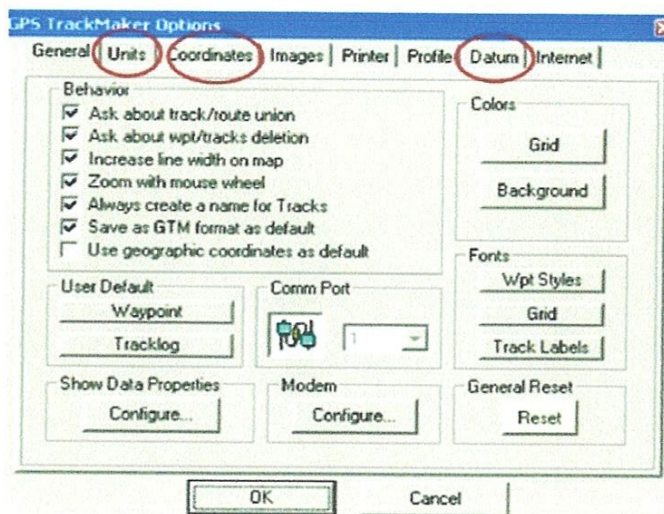 GPS TrackMaker Options
General Units Coordinates Images Printer Profile Datum Internet
Behavior
Ask about track/route union
Ask about wpt/tracks deletion
Increase line width on map
Zoom with mouse wheel
Always create a name for Tracks
Save as GTM format as default
Use geographic coordinates as default
Colors
Grid
Background
User Default
Waypoint
Tracklog
Comm Port
1
Fonts
Wpt Styles
Grid
Track Labels
Show Data Properties
Configure...
Modem
Configure...
General Reset
Reset
OK Cancel